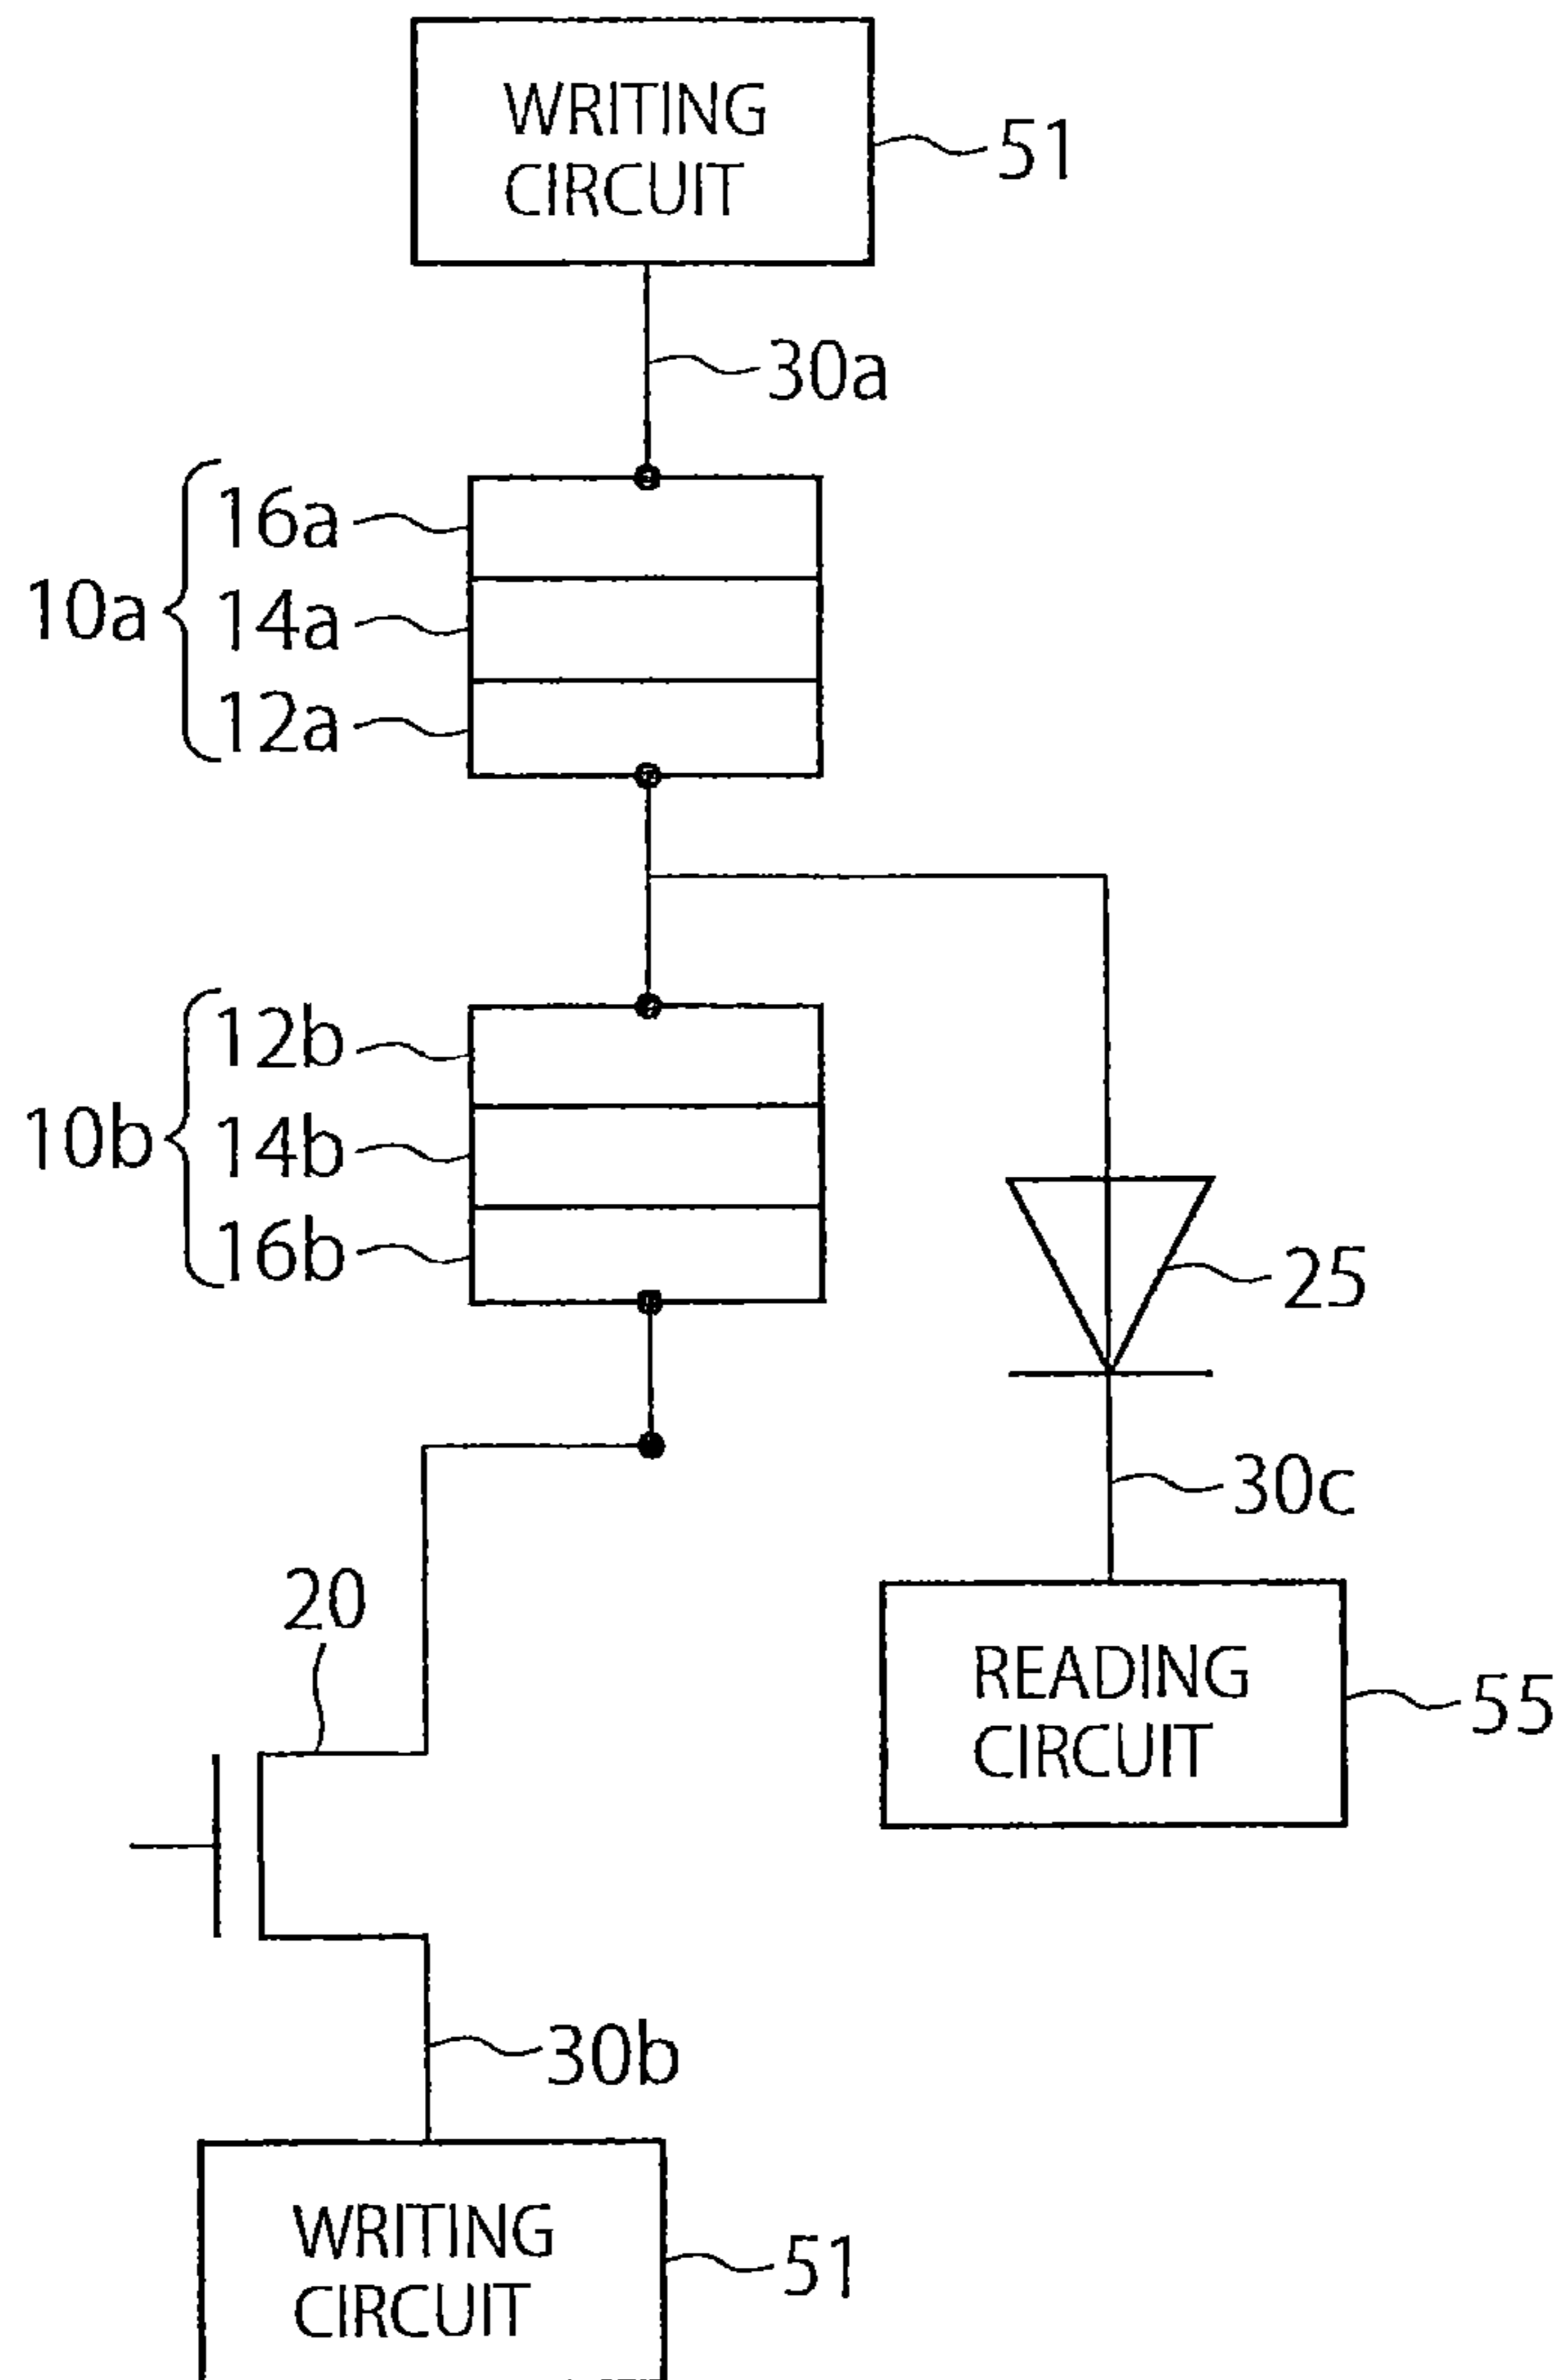 WRITING
CIRCUIT
51
30a
10a
16a
14a
12a
10b
12b
14b
16b
25
30c
20
READING
CIRCUIT
55
30b
WRITING
CIRCUIT
51